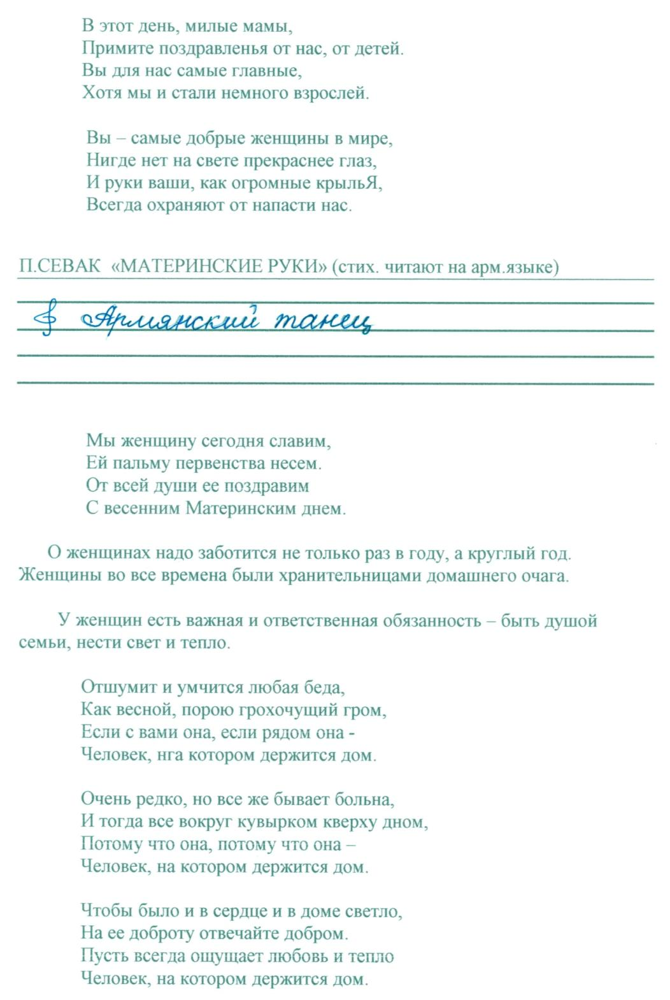 В этот день, милые мамы,
Примите поздравленья от нас, от детей.
Вы для нас самые главные,
Хотя мы и стали немного взрослей.
Вы – самые добрые женщины в мире,
Нигде нет на свете прекраснее глаз,
И руки ваши, как огромные крыльЯ,
Всегда охраняют от напасти нас.
П.СЕВАК «МАТЕРИНСКИЕ РУКИ» (стих. читают на арм.языке)
Армянский танец
Мы женщину сегодня славим,
Ей пальму первенства несем.
От всей души ее поздравим
С весенним Материнским днем.
О женщинах надо заботится не только раз в году, а круглый год.
Женщины во все времена были хранительницами домашнего очага.
У женщин есть важная и ответственная обязанность – быть душой
семьи, нести свет и тепло.
Отшумит и умчится любая беда,
Как весной, порою грохочущий гром,
Если с вами она, если рядом она -
Человек, нга котором держится дом.
Очень редко, но все же бывает больна,
И тогда все вокруг кувырком кверху дном,
Потому что она, потому что она –
Человек, на котором держится дом.
Чтобы было и в сердце и в доме светло,
На ее доброту отвечайте добром.
Пусть всегда ощущает любовь и тепло
Человек, на котором держится дом.